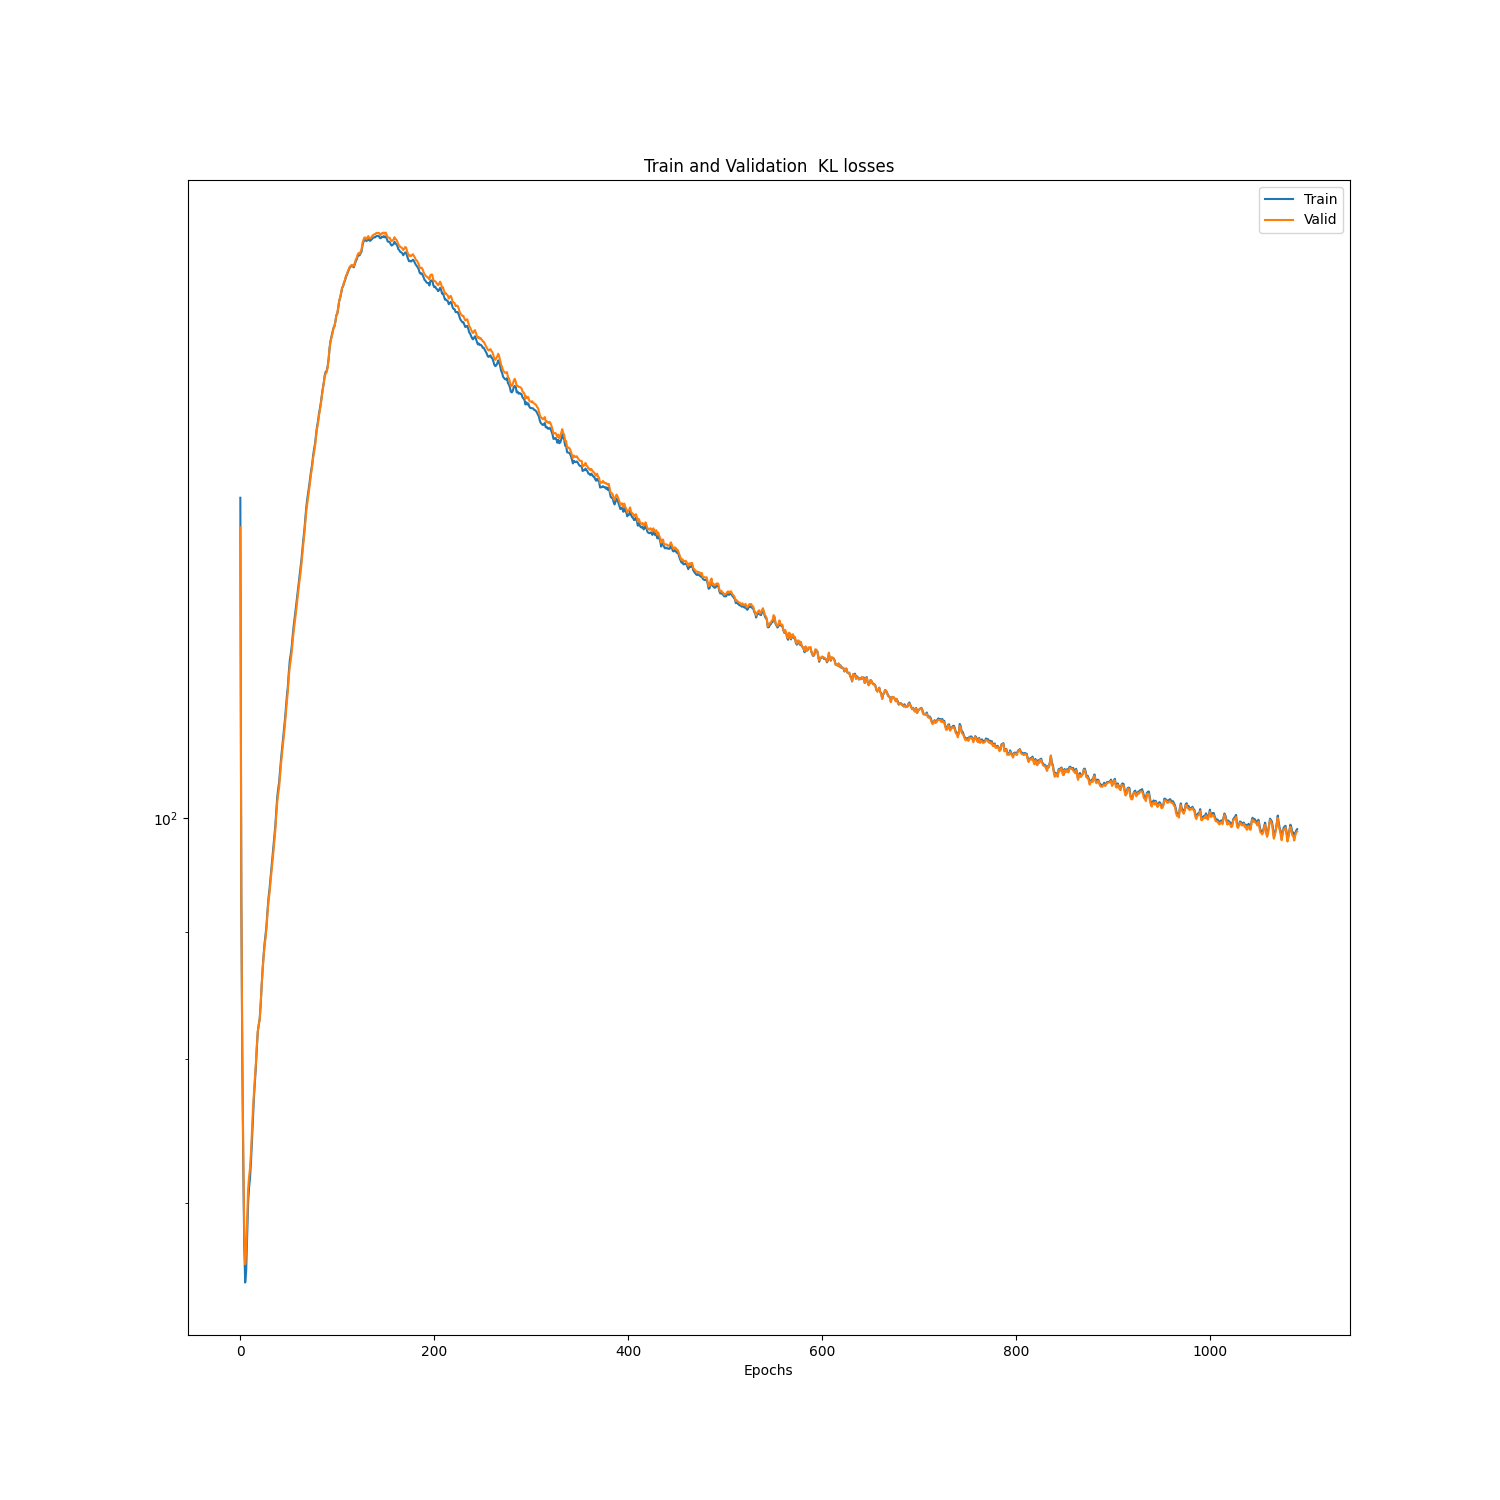 Train and Validation  KL losses
Train
Valid
10²
0 200 400 600 800 1000
Epochs